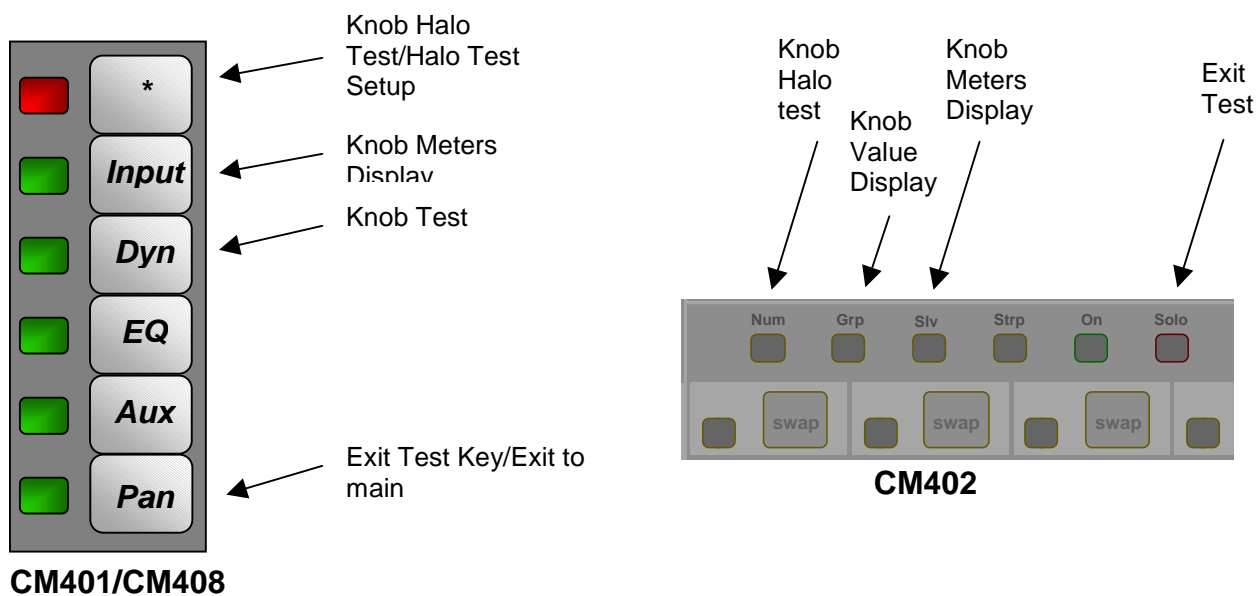 Knob Halo
Test/Halo Test
Setup
*
Knob Meters
Display
Input
Knob Test
Dyn
EQ
Aux
Exit Test Key/Exit to
main
Pan
CM401/CM408
Knob
Halo
test
Knob
Value
Display
Knob
Meters
Display
Exit
Test
Num Grp Slv Strp On Solo
swap swap swap
CM402